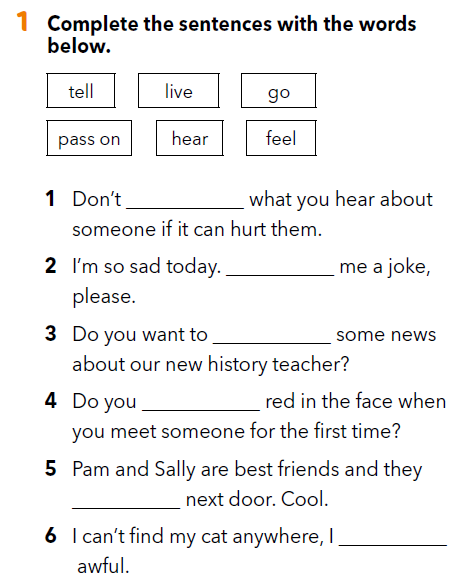 1 Complete the sentences with the words
below.
tell live go
pass on hear feel
1 Don't ____________ what you hear about
someone if it can hurt them.
2 I'm so sad today. ___________ me a joke,
please.
3 Do you want to ____________ some news
about our new history teacher?
4 Do you ____________ red in the face when
you meet someone for the first time?
5 Pam and Sally are best friends and they
___________ next door. Cool.
6 I can't find my cat anywhere, I ___________
awful.